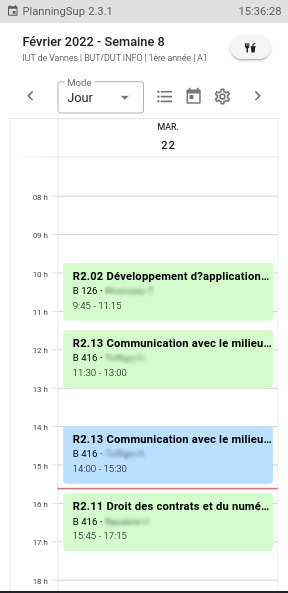 PlanningSup 2.3.1 15:36:28
Février 2022 - Semaine 8
IUT de Vannes | BUT/DUT INFO | 1ère année | A1
Mode
Jour
MAR.
22
08 h
09 h
10 h
R2.02 Développement d?application...
B 126 -
9:45 - 11:15
11 h
R2.13 Communication avec le milieu...
12 h
B 416 -
11:30 - 13:00
13 h
14 h
R2.13 Communication avec le milieu...
B 416 -
15 h
14:00 - 15:30
16 h
R2.11 Droit des contrats et du numé...
B 416 -
15:45 - 17:15
17 h
18 h